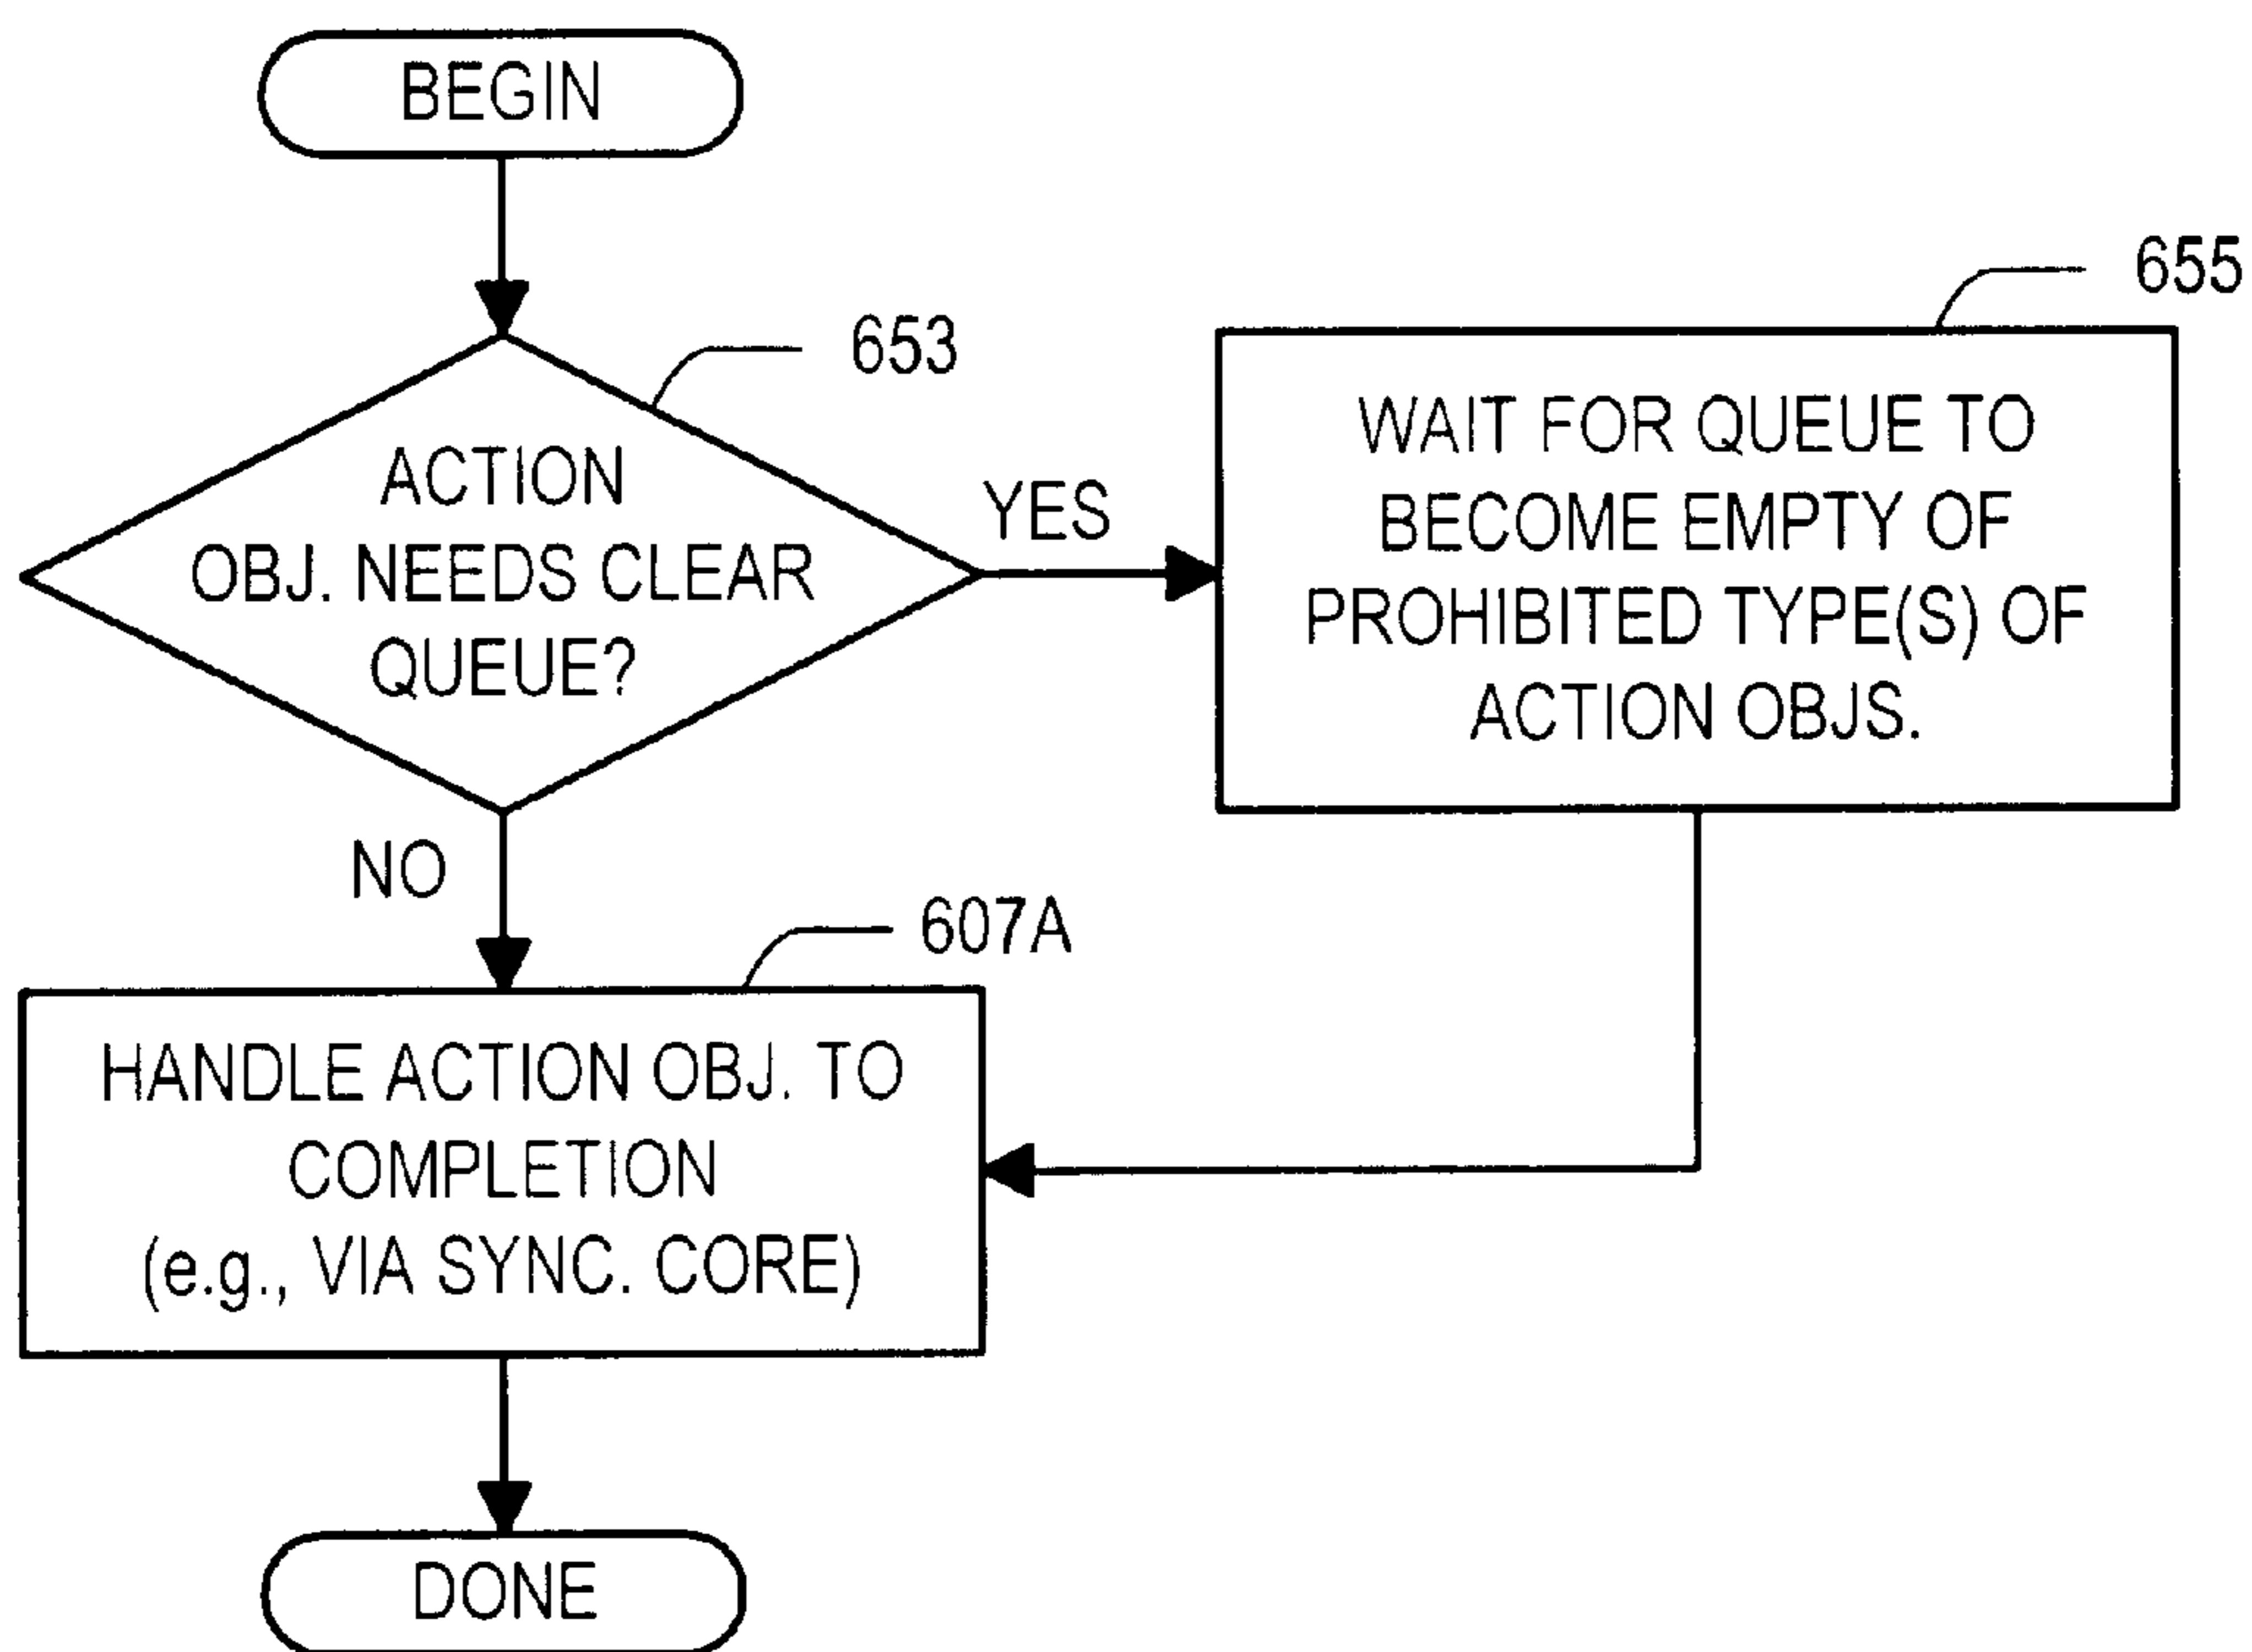 BEGIN
653
ACTION
OBJ. NEEDS CLEAR
QUEUE?
YES
655
WAIT FOR QUEUE TO
BECOME EMPTY OF
PROHIBITED TYPE(S) OF
ACTION OBJS.
NO
607A
HANDLE ACTION OBJ. TO
COMPLETION
(e.g., VIA SYNC. CORE)
DONE